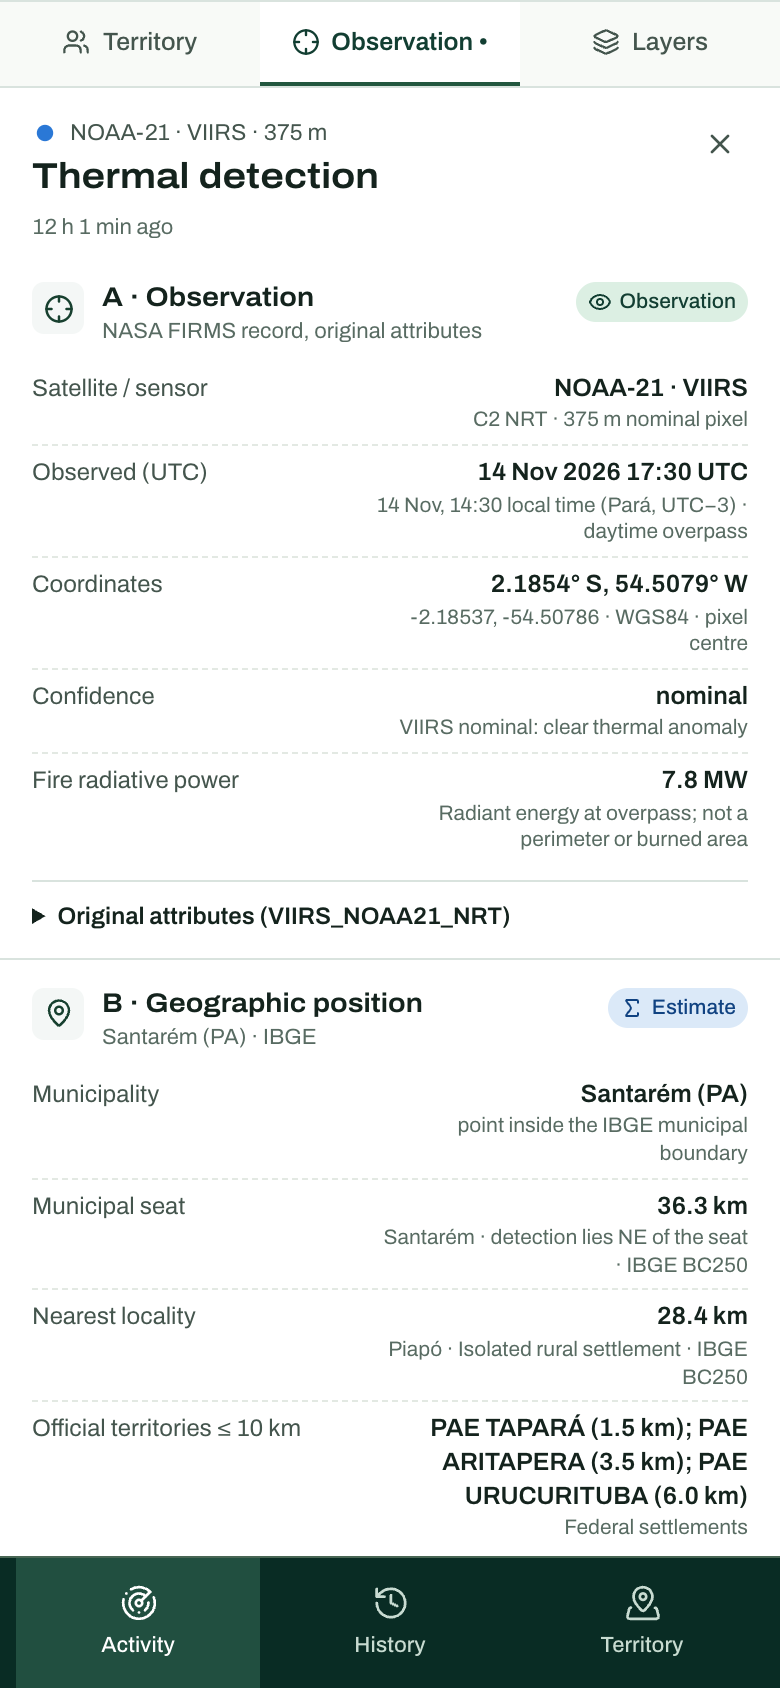 Territory
Observation •
Layers
NOAA-21 · VIIRS · 375 m
Thermal detection
12 h 1 min ago
A · Observation
Observation
NASA FIRMS record, original attributes
Satellite / sensor
NOAA-21 · VIIRS
C2 NRT · 375 m nominal pixel
Observed (UTC)
14 Nov 2026 17:30 UTC
14 Nov, 14:30 local time (Pará, UTC−3) ·
daytime overpass
Coordinates
2.1854° S, 54.5079° W
-2.18537, -54.50786 · WGS84 · pixel
centre
Confidence
nominal
VIIRS nominal: clear thermal anomaly
Fire radiative power
7.8 MW
Radiant energy at overpass; not a
perimeter or burned area
Original attributes (VIIRS_NOAA21_NRT)
B · Geographic position
Estimate
Santarém (PA) · IBGE
Municipality
Santarém (PA)
point inside the IBGE municipal
boundary
Municipal seat
36.3 km
Santarém · detection lies NE of the seat
· IBGE BC250
Nearest locality
28.4 km
Piapó · Isolated rural settlement · IBGE
BC250
Official territories ≤ 10 km
PAE TAPARÁ (1.5 km); PAE
ARITAPERA (3.5 km); PAE
URUCURITUBA (6.0 km)
Federal settlements
Activity
History
Territory